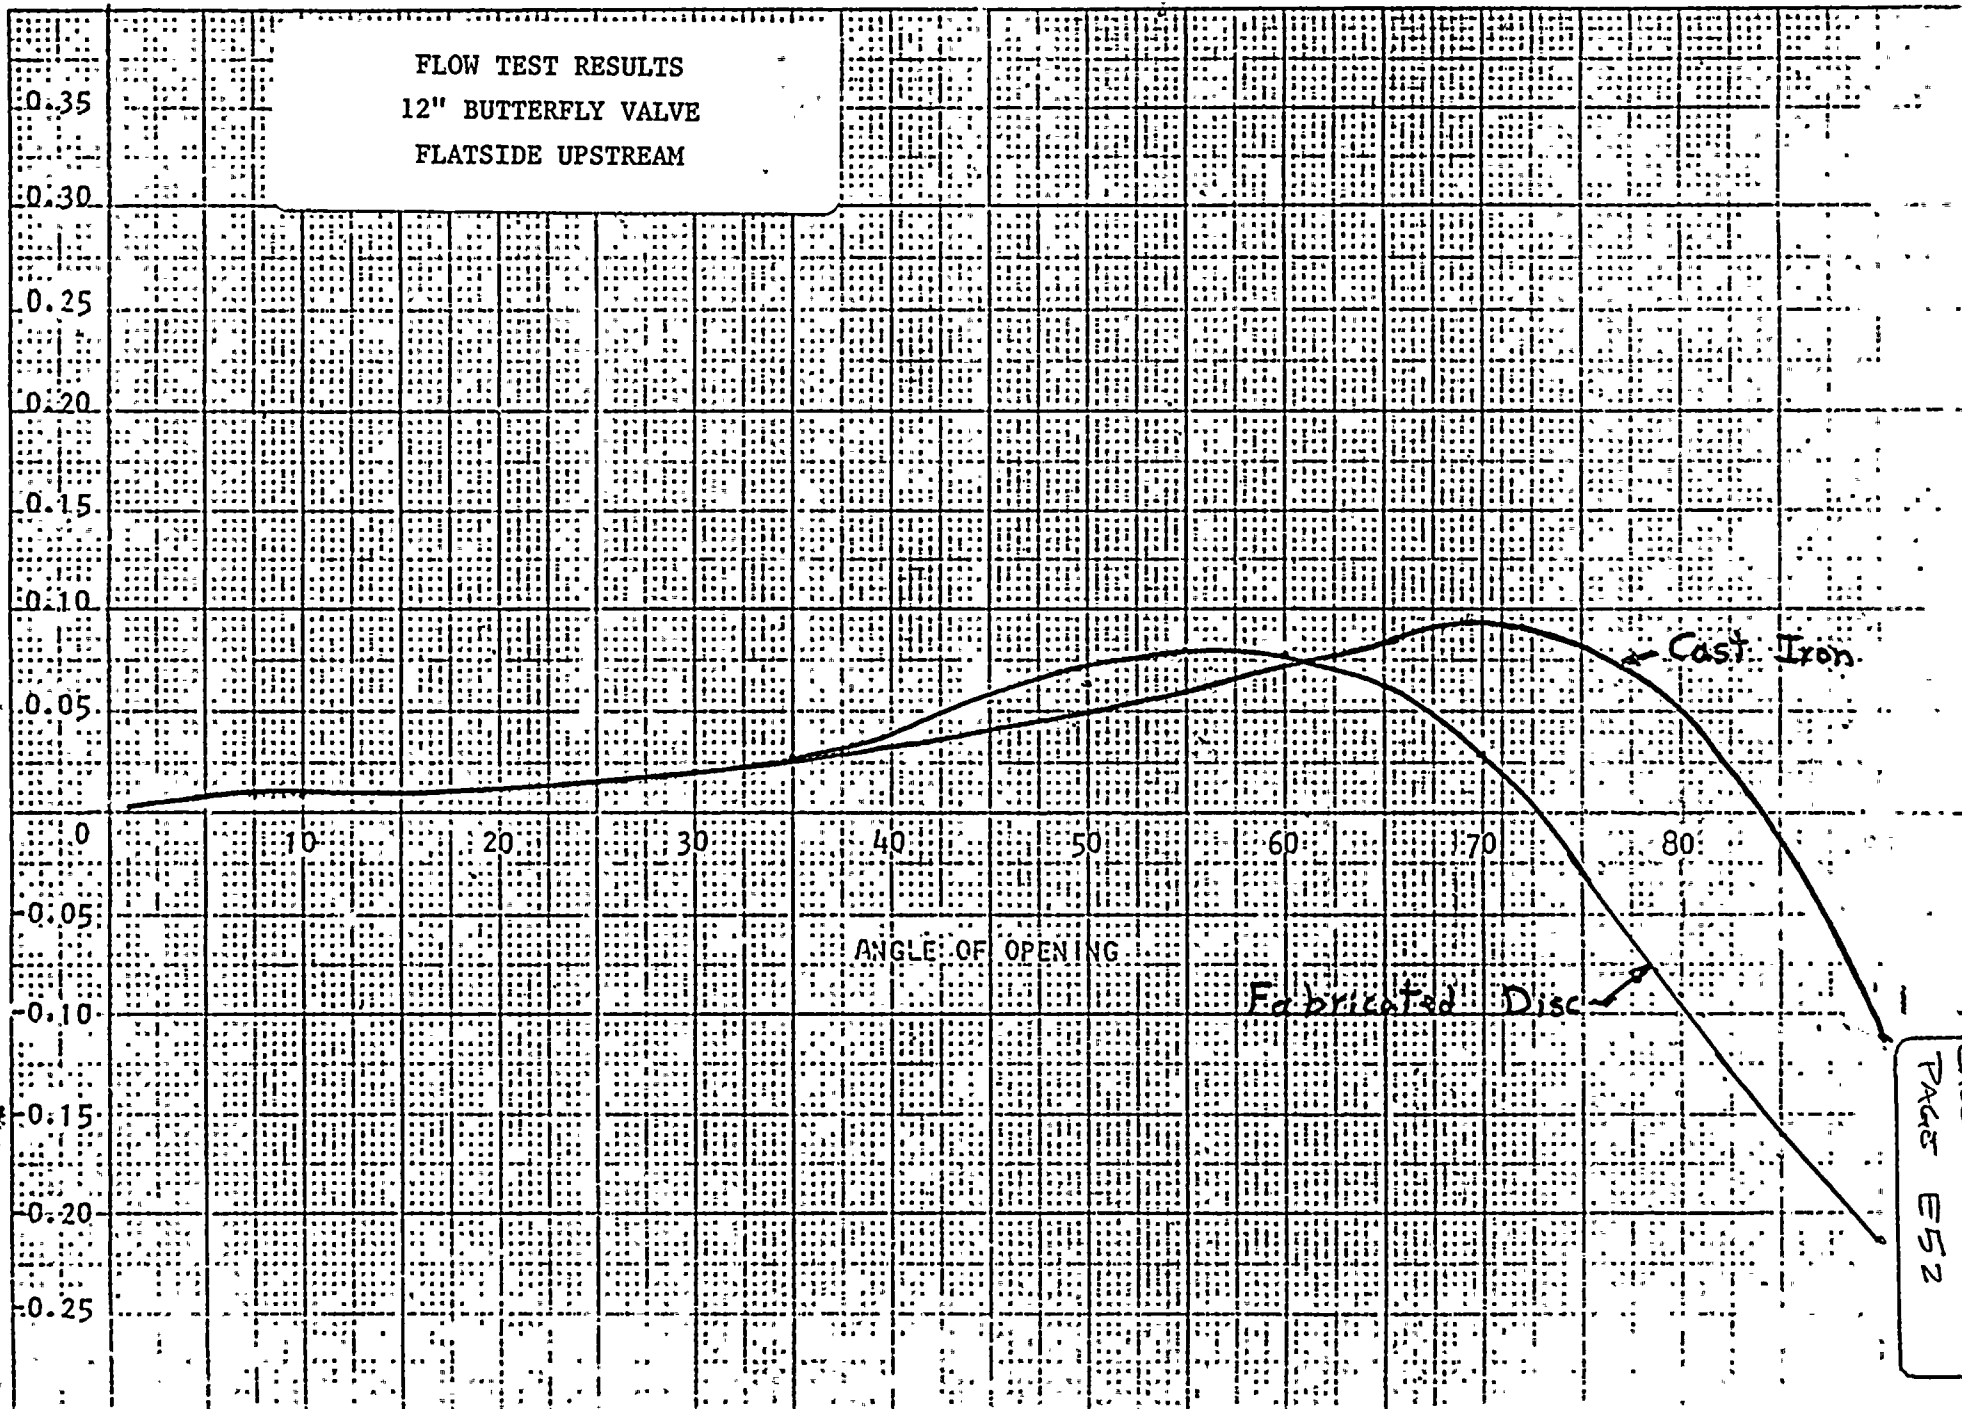 FLOW TEST RESULTS
12" BUTTERFLY VALVE
FLATSIDE UPSTREAM
0.35
0.30
0.25
0.20
0.15
0.10
0.05
0
-0.05
-0.10
-0.15
-0.20
-0.25
10 20 30 40 50 60 70 80
ANGLE OF OPENING
Cast Iron
Fabricated Disc
PAGE E52